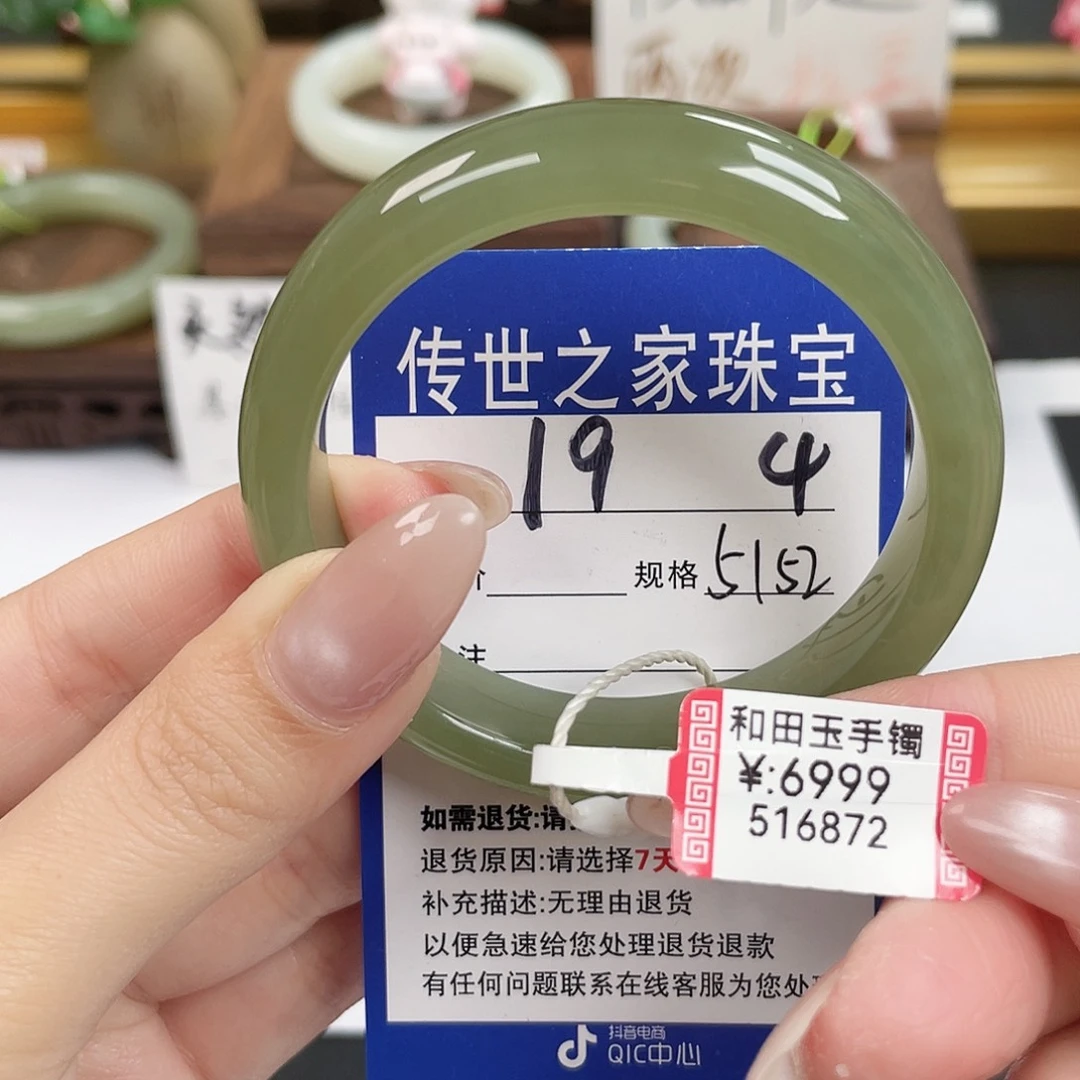 传世之家珠宝
19 4
规格 5152
注
和田玉手镯
￥:6999
516872
如需退货:请
退货原因:请选择7天
补充描述:无理由退货
以便急速给您处理退货退款
有任何问题联系在线客服为您处
抖音电商
QIC中心